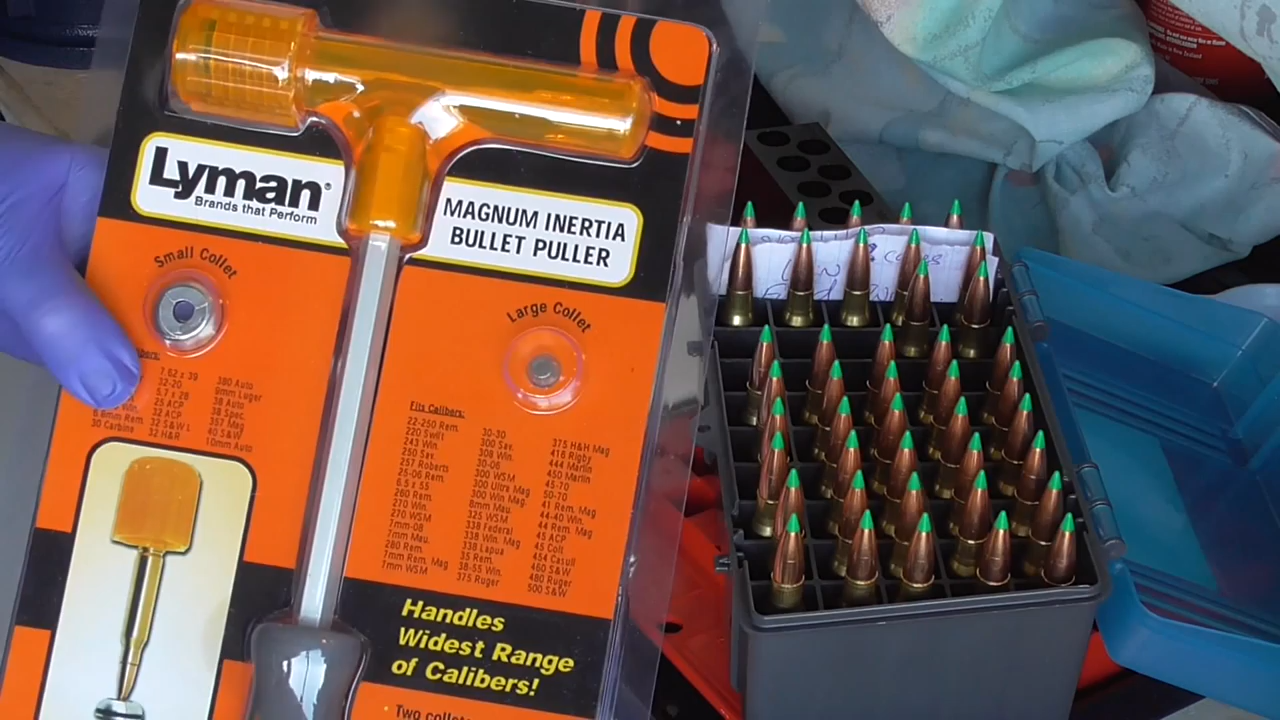 Lyman®
Brands that Perform
MAGNUM INERTIA
BULLET PULLER
Small Collet
Large Collet
7.62 x 39
32-20
5.7 x 28
25 ACP
32 ACP
32 S&W L
32 H&R
30 Carbine
380 Auto
9mm Luger
38 Auto
38 Spec
357 Mag
40 S&W
10mm Auto
Fits Calibers:
22-250 Rem.
220 Swift
243 Win.
250 Sav.
257 Roberts
25-06 Rem.
6.5 x 55
260 Rem.
270 Win.
270 WSM
7mm-08
7mm Mau.
280 Rem.
7mm Rem. Mag
7mm WSM
30-30
300 Sav.
308 Win.
30-06
300 WSM
300 Ultra Mag
300 Win Mag.
8mm Mau.
325 WSM
338 Federal
338 Win. Mag
338 Lapua
35 Rem.
38-55 Win.
375 Ruger
375 H&H Mag
416 Rigby
444 Marlin
450 Marlin
45-70
50-70
41 Rem. Mag
44-40 Win.
44 Rem. Mag
45 ACP
45 Colt
454 Casull
460 S&W
480 Ruger
500 S&W
Handles
Widest Range
of Calibers!
Two